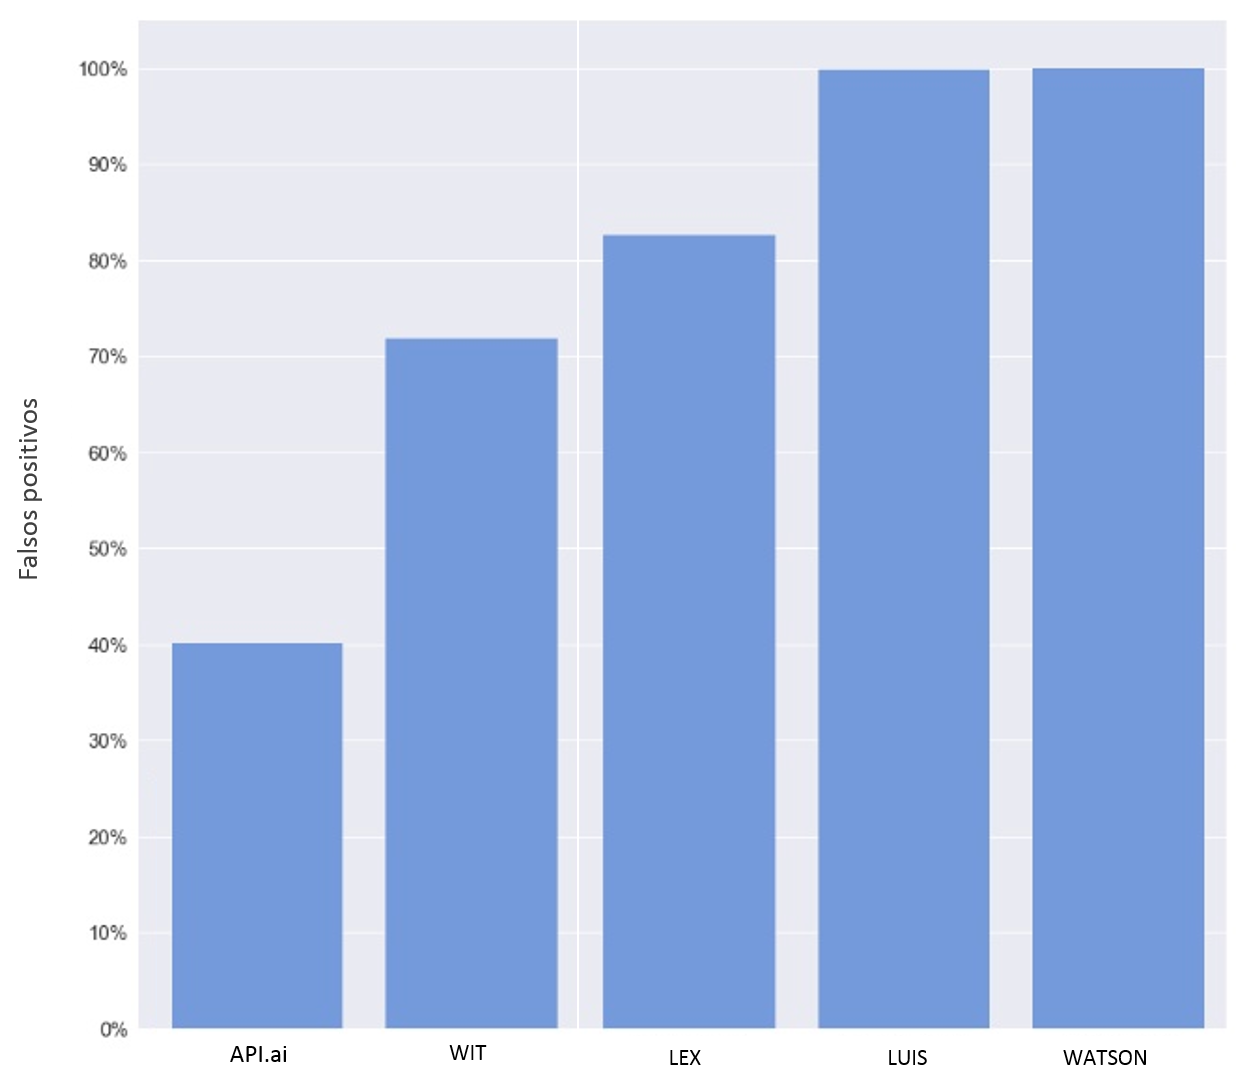 100%
90%
80%
70%
60%
50%
40%
30%
20%
10%
0%
Falsos positivos
API.ai
WIT
LEX
LUIS
WATSON